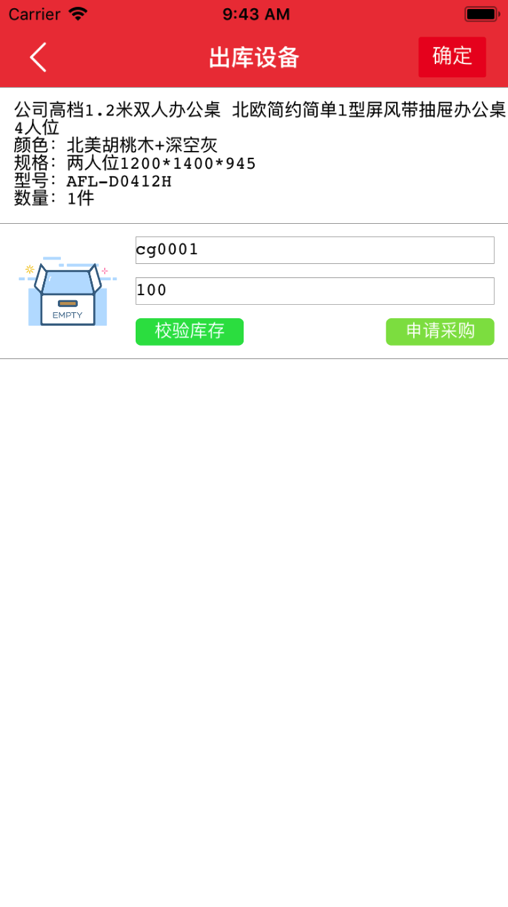 Carrier 9:43 AM
出库设备
确定
公司高档1.2米双人办公桌 北欧简约简单1型屏风带抽屉办公桌
4人位
颜色：北美胡桃木+深空灰
规格：两人位1200*1400*945
型号：AFL-D0412H
数量：1件
EMPTY
cg0001
100
校验库存
申请采购